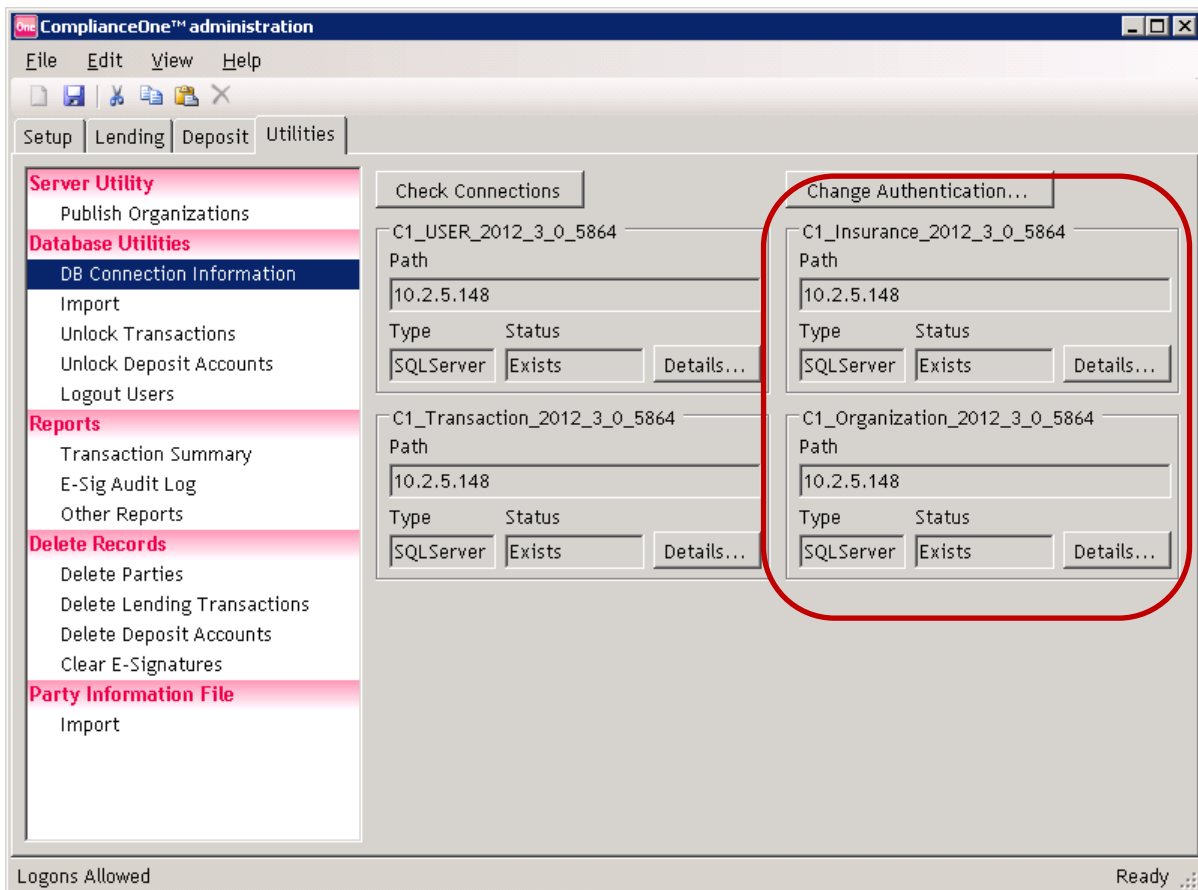 One ComplianceOne™ administration
File Edit View Help
Setup Lending Deposit Utilities
Server Utility
Publish Organizations
Database Utilities
DB Connection Information
Import
Unlock Transactions
Unlock Deposit Accounts
Logout Users
Reports
Transaction Summary
E-Sig Audit Log
Other Reports
Delete Records
Delete Parties
Delete Lending Transactions
Delete Deposit Accounts
Clear E-Signatures
Party Information File
Import
Check Connections
Change Authentication...
C1_USER_2012_3_0_5864
Path
10.2.5.148
Type Status
SQLServer Exists Details...
C1_Insurance_2012_3_0_5864
Path
10.2.5.148
Type Status
SQLServer Exists Details...
C1_Transaction_2012_3_0_5864
Path
10.2.5.148
Type Status
SQLServer Exists Details...
C1_Organization_2012_3_0_5864
Path
10.2.5.148
Type Status
SQLServer Exists Details...
Logons Allowed Ready